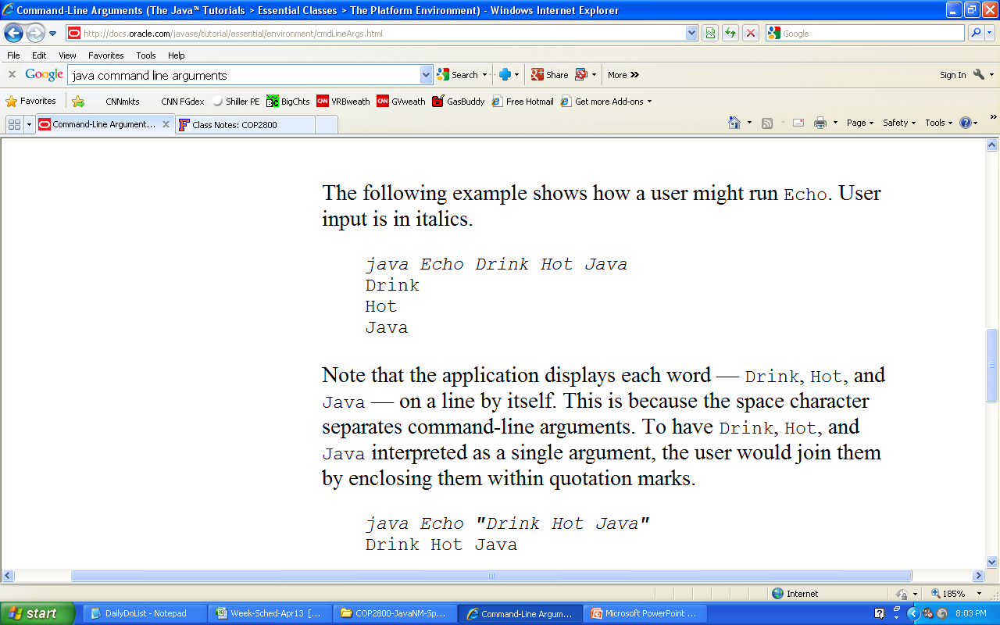 Command-Line Arguments (The Java™ Tutorials > Essential Classes > The Platform Environment) - Windows Internet Explorer
http://docs.oracle.com/javase/tutorial/essential/environment/cmdLineArgs.html
Google
File Edit View Favorites Tools Help
x Google java command line arguments Search Share More >> Sign In
Favorites CNNmkts CNN FGdex Shiller PE BigChts VRBweath GVweath GasBuddy Free Hotmail Get more Add-ons
Command-Line Argument... Class Notes: COP2800 Page Safety Tools
The following example shows how a user might run Echo. User
input is in italics.
java Echo Drink Hot Java
Drink
Hot
Java
Note that the application displays each word — Drink, Hot, and
Java — on a line by itself. This is because the space character
separates command-line arguments. To have Drink, Hot, and
Java interpreted as a single argument, the user would join them
by enclosing them within quotation marks.
java Echo "Drink Hot Java"
Drink Hot Java
Internet 185%
start DailyDoList - Notepad Week-Sched-Apr13 [... COP2800-JavaNM-Sp... Command-Line Argum... Microsoft PowerPoint ... 8:03 PM